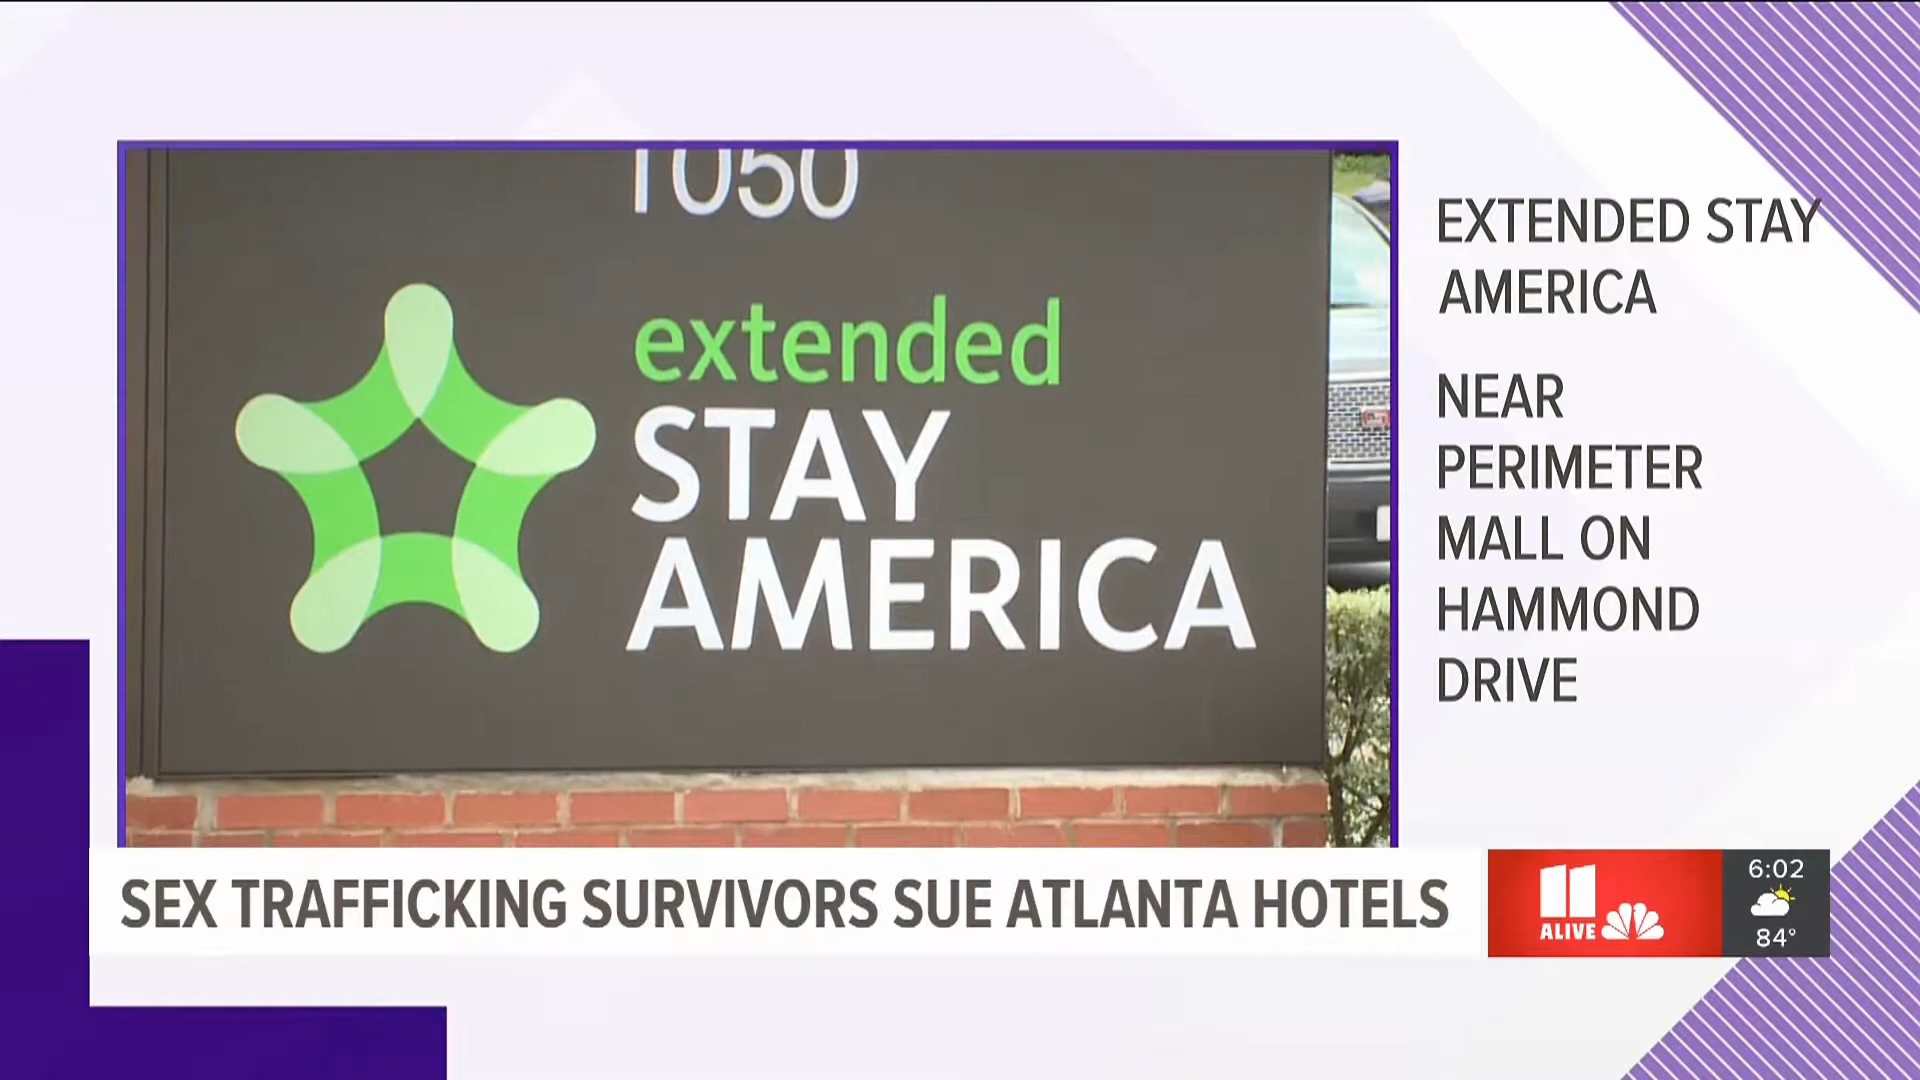 1050
extended
STAY
AMERICA
EXTENDED STAY
AMERICA
NEAR
PERIMETER
MALL ON
HAMMOND
DRIVE
SEX TRAFFICKING SURVIVORS SUE ATLANTA HOTELS
11
ALIVE
6:02
84°